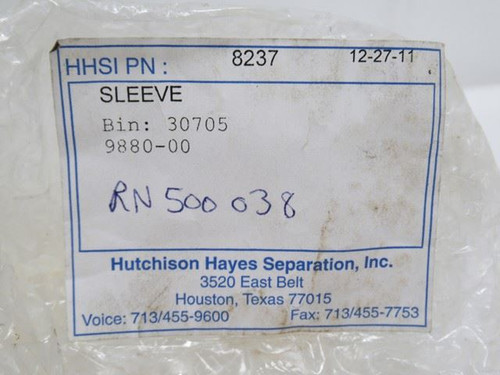 HHSI PN : 8237 12-27-11
SLEEVE
Bin: 30705
9880-00
RN 500 038
Hutchison Hayes Separation, Inc.
3520 East Belt
Houston, Texas 77015
Voice: 713/455-9600 Fax: 713/455-7753